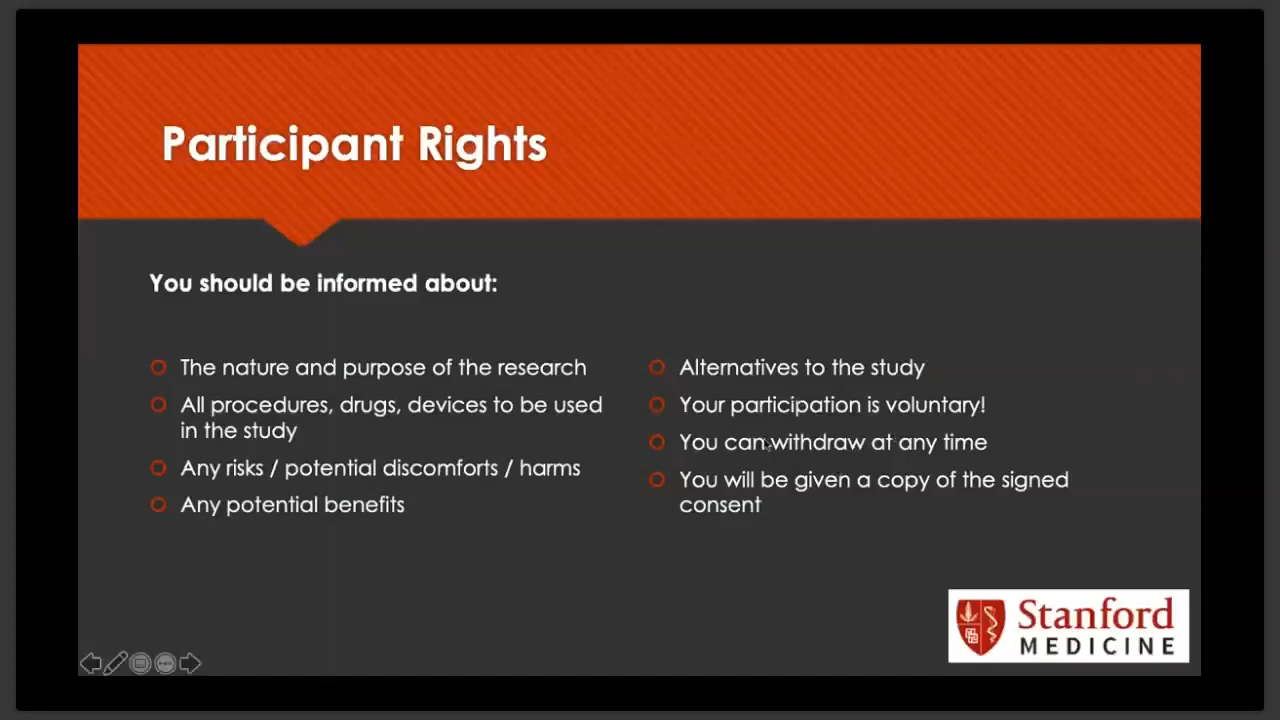 Participant Rights
You should be informed about:
The nature and purpose of the research
All procedures, drugs, devices to be used
in the study
Any risks / potential discomforts / harms
Any potential benefits
Alternatives to the study
Your participation is voluntary!
You can withdraw at any time
You will be given a copy of the signed
consent
Stanford
MEDICINE